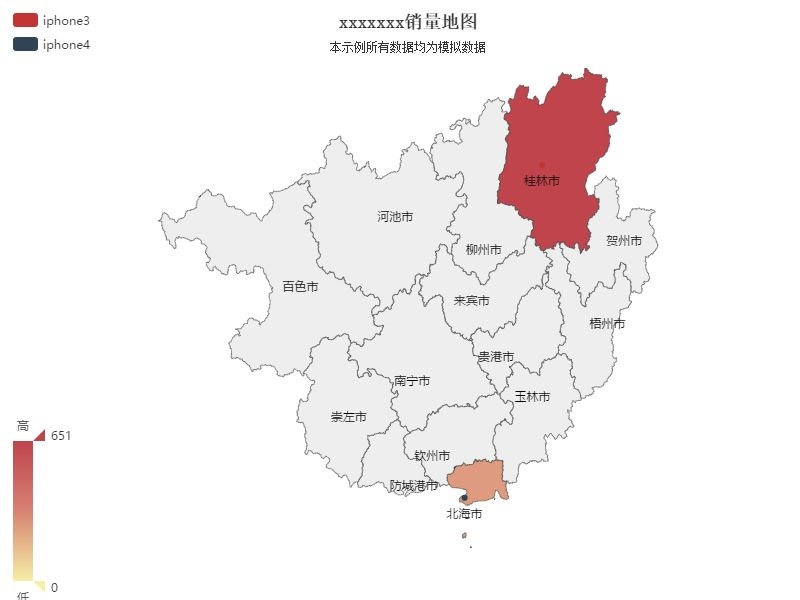 iphone3
iphone4
xxxxxxx销量地图
本示例所有数据均为模拟数据
桂林市
河池市
贺州市
柳州市
百色市
来宾市
梧州市
贵港市
南宁市
玉林市
崇左市
钦州市
防城港市
北海市
高
651
0
低